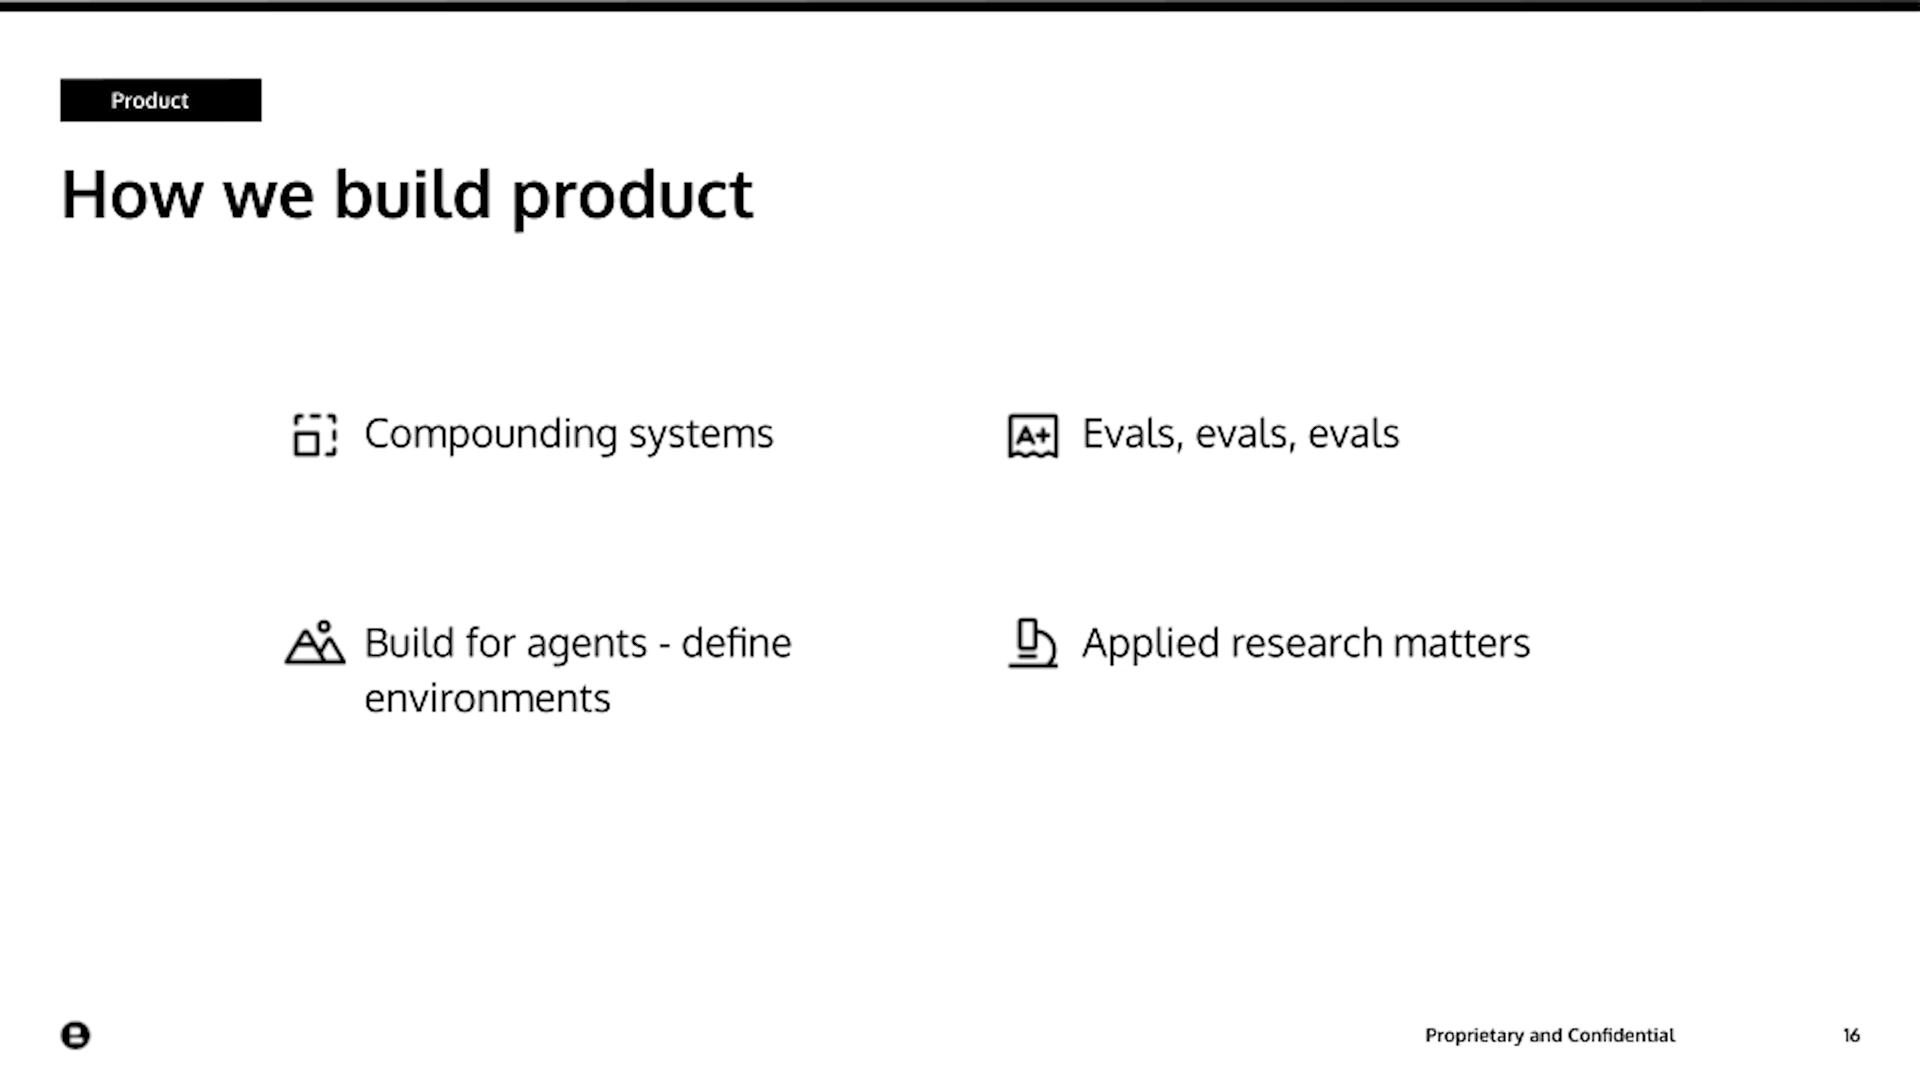 Product
How we build product
Compounding systems
A+
Evals, evals, evals
Build for agents - define
environments
Applied research matters
B
Proprietary and Confidential
16